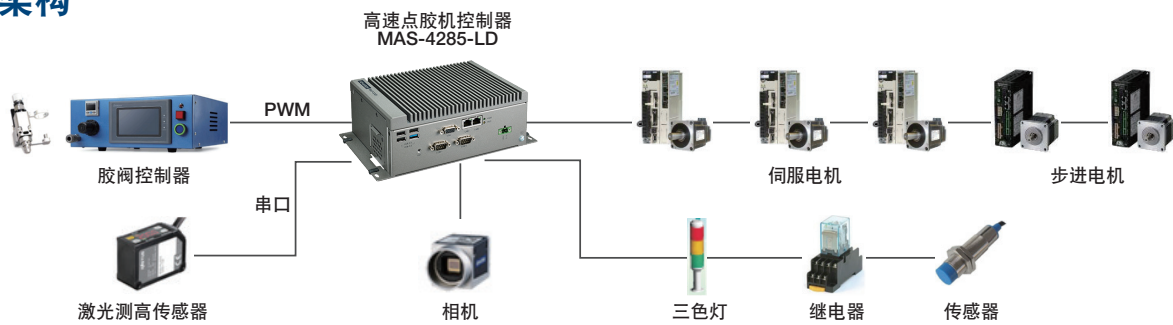 架构
高速点胶机控制器
MAS-4285-LD
PWM
胶阀控制器
伺服电机
步进电机
串口
激光测高传感器
相机
三色灯
继电器
传感器